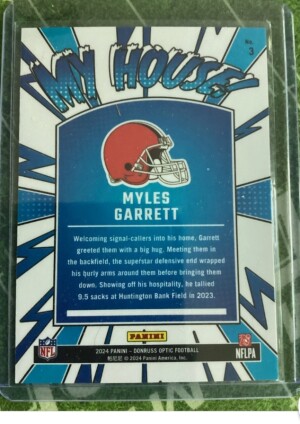 No.
3
MY HOUSE!
MYLES
GARRETT
Welcoming signal-callers into his home, Garrett
greeted them with a big hug. Meeting them in
the backfield, the superstar defensive end wrapped
his burly arms around them before bringing them
down. Showing off his hospitality, he tallied
9.5 sacks at Huntington Bank Field in 2023.
PANINI
NFL
NFLPA
2024 PANINI - DONRUSS OPTIC FOOTBALL
© 2024 Panini America, Inc.